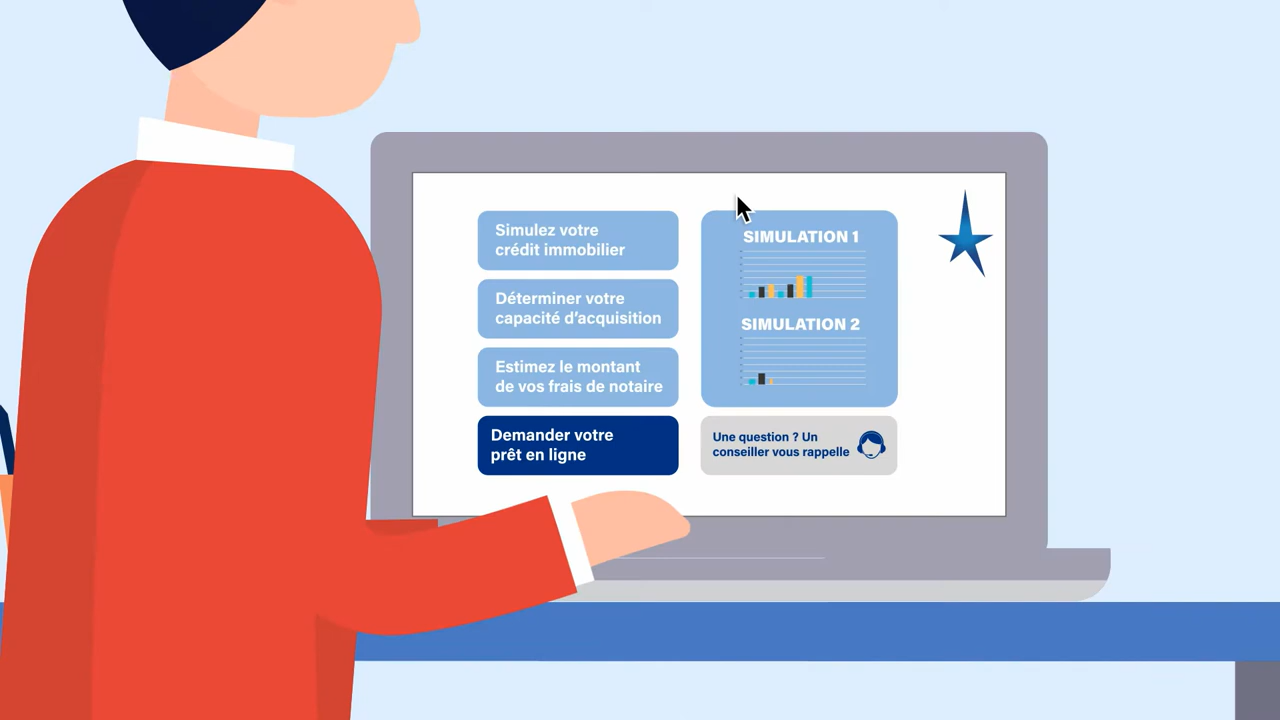 Simulez votre
crédit immobilier
Déterminer votre
capacité d'acquisition
Estimez le montant
de vos frais de notaire
Demander votre
prêt en ligne
SIMULATION 1
SIMULATION 2
Une question ? Un
conseiller vous rappelle